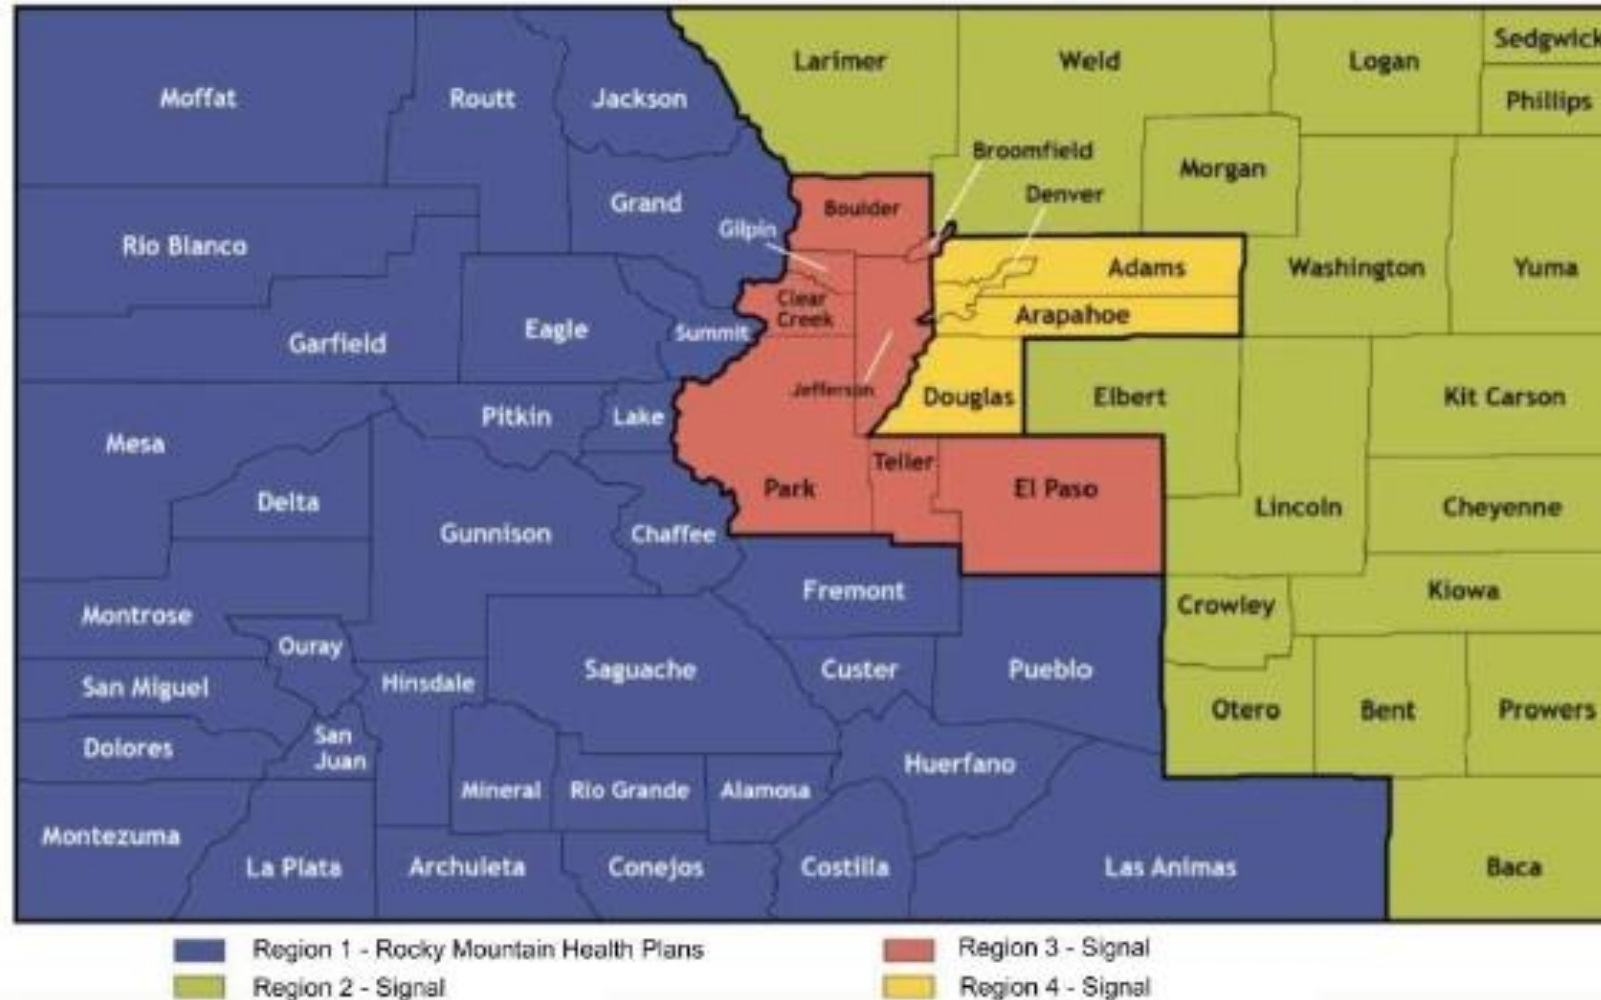 Larimer
Weld
Logan
Sedgwick
Moffat
Routt
Jackson
Phillips
Broomfield
Morgan
Denver
Grand
Boulder
Gilpin
Rio Blanco
Adams
Washington
Yuma
Clear
Creek
Arapahoe
Garfield
Eagle
Summit
Jefferson
Douglas
Elbert
Kit Carson
Pitkin
Lake
Mesa
Teller
Park
El Paso
Delta
Lincoln
Cheyenne
Gunnison
Chaffee
Fremont
Kiowa
Crowley
Montrose
Ouray
Saguache
Custer
Pueblo
San Miguel
Hinsdale
Otero
Bent
Prowers
Dolores
San
Juan
Huerfano
Mineral
Rio Grande
Alamosa
Montezuma
La Plata
Archuleta
Conejos
Costilla
Las Animas
Baca
Region 1 - Rocky Mountain Health Plans
Region 3 - Signal
Region 2 - Signal
Region 4 - Signal